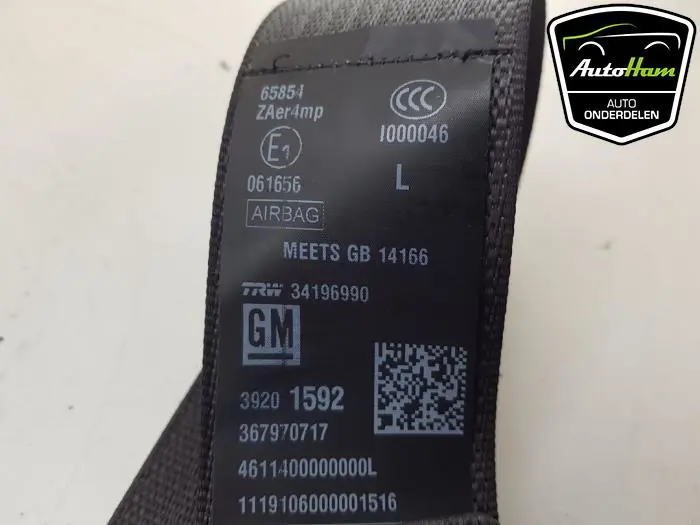 65854
ZAer4mp
CCC
E1
I000046
061656
L
AIRBAG
MEETS GB 14166
TRW 34196990
GM
3920 1592
367970717
4611400000000L
1119106000001516
AutoHam
AUTO
ONDERDELEN